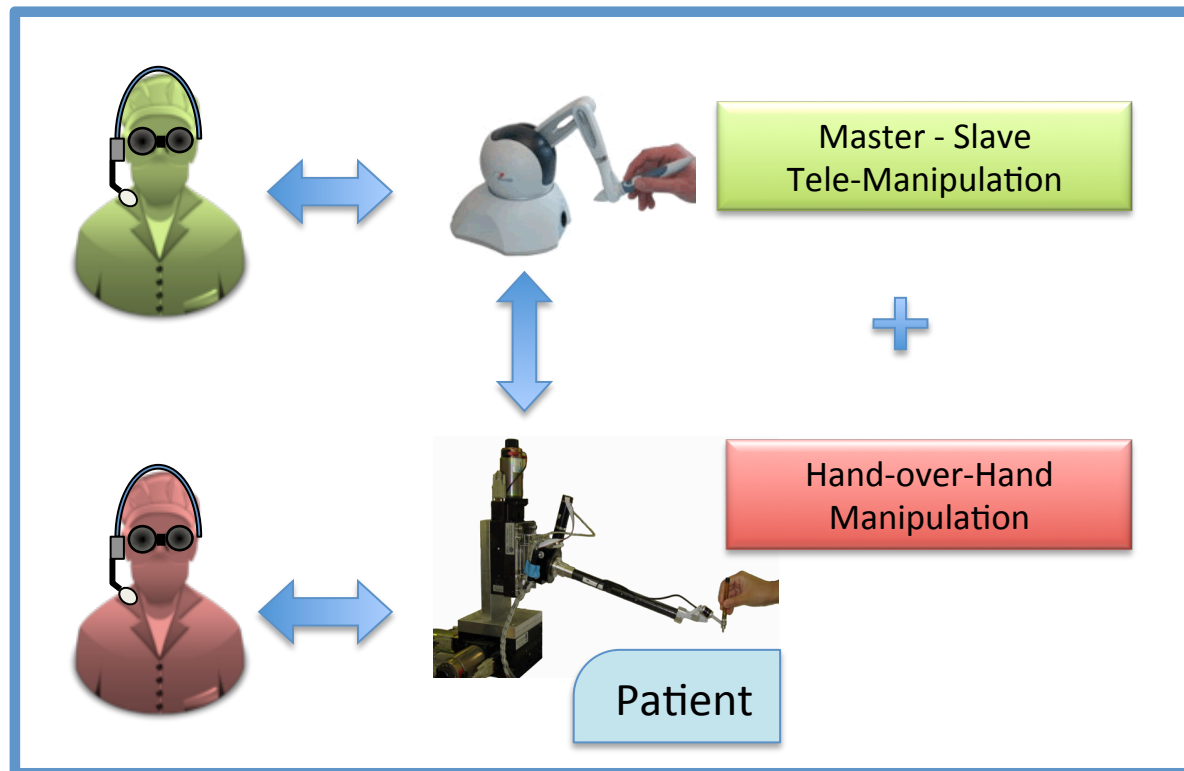 Master - Slave
Tele-Manipulation
Hand-over-Hand
Manipulation
Patient